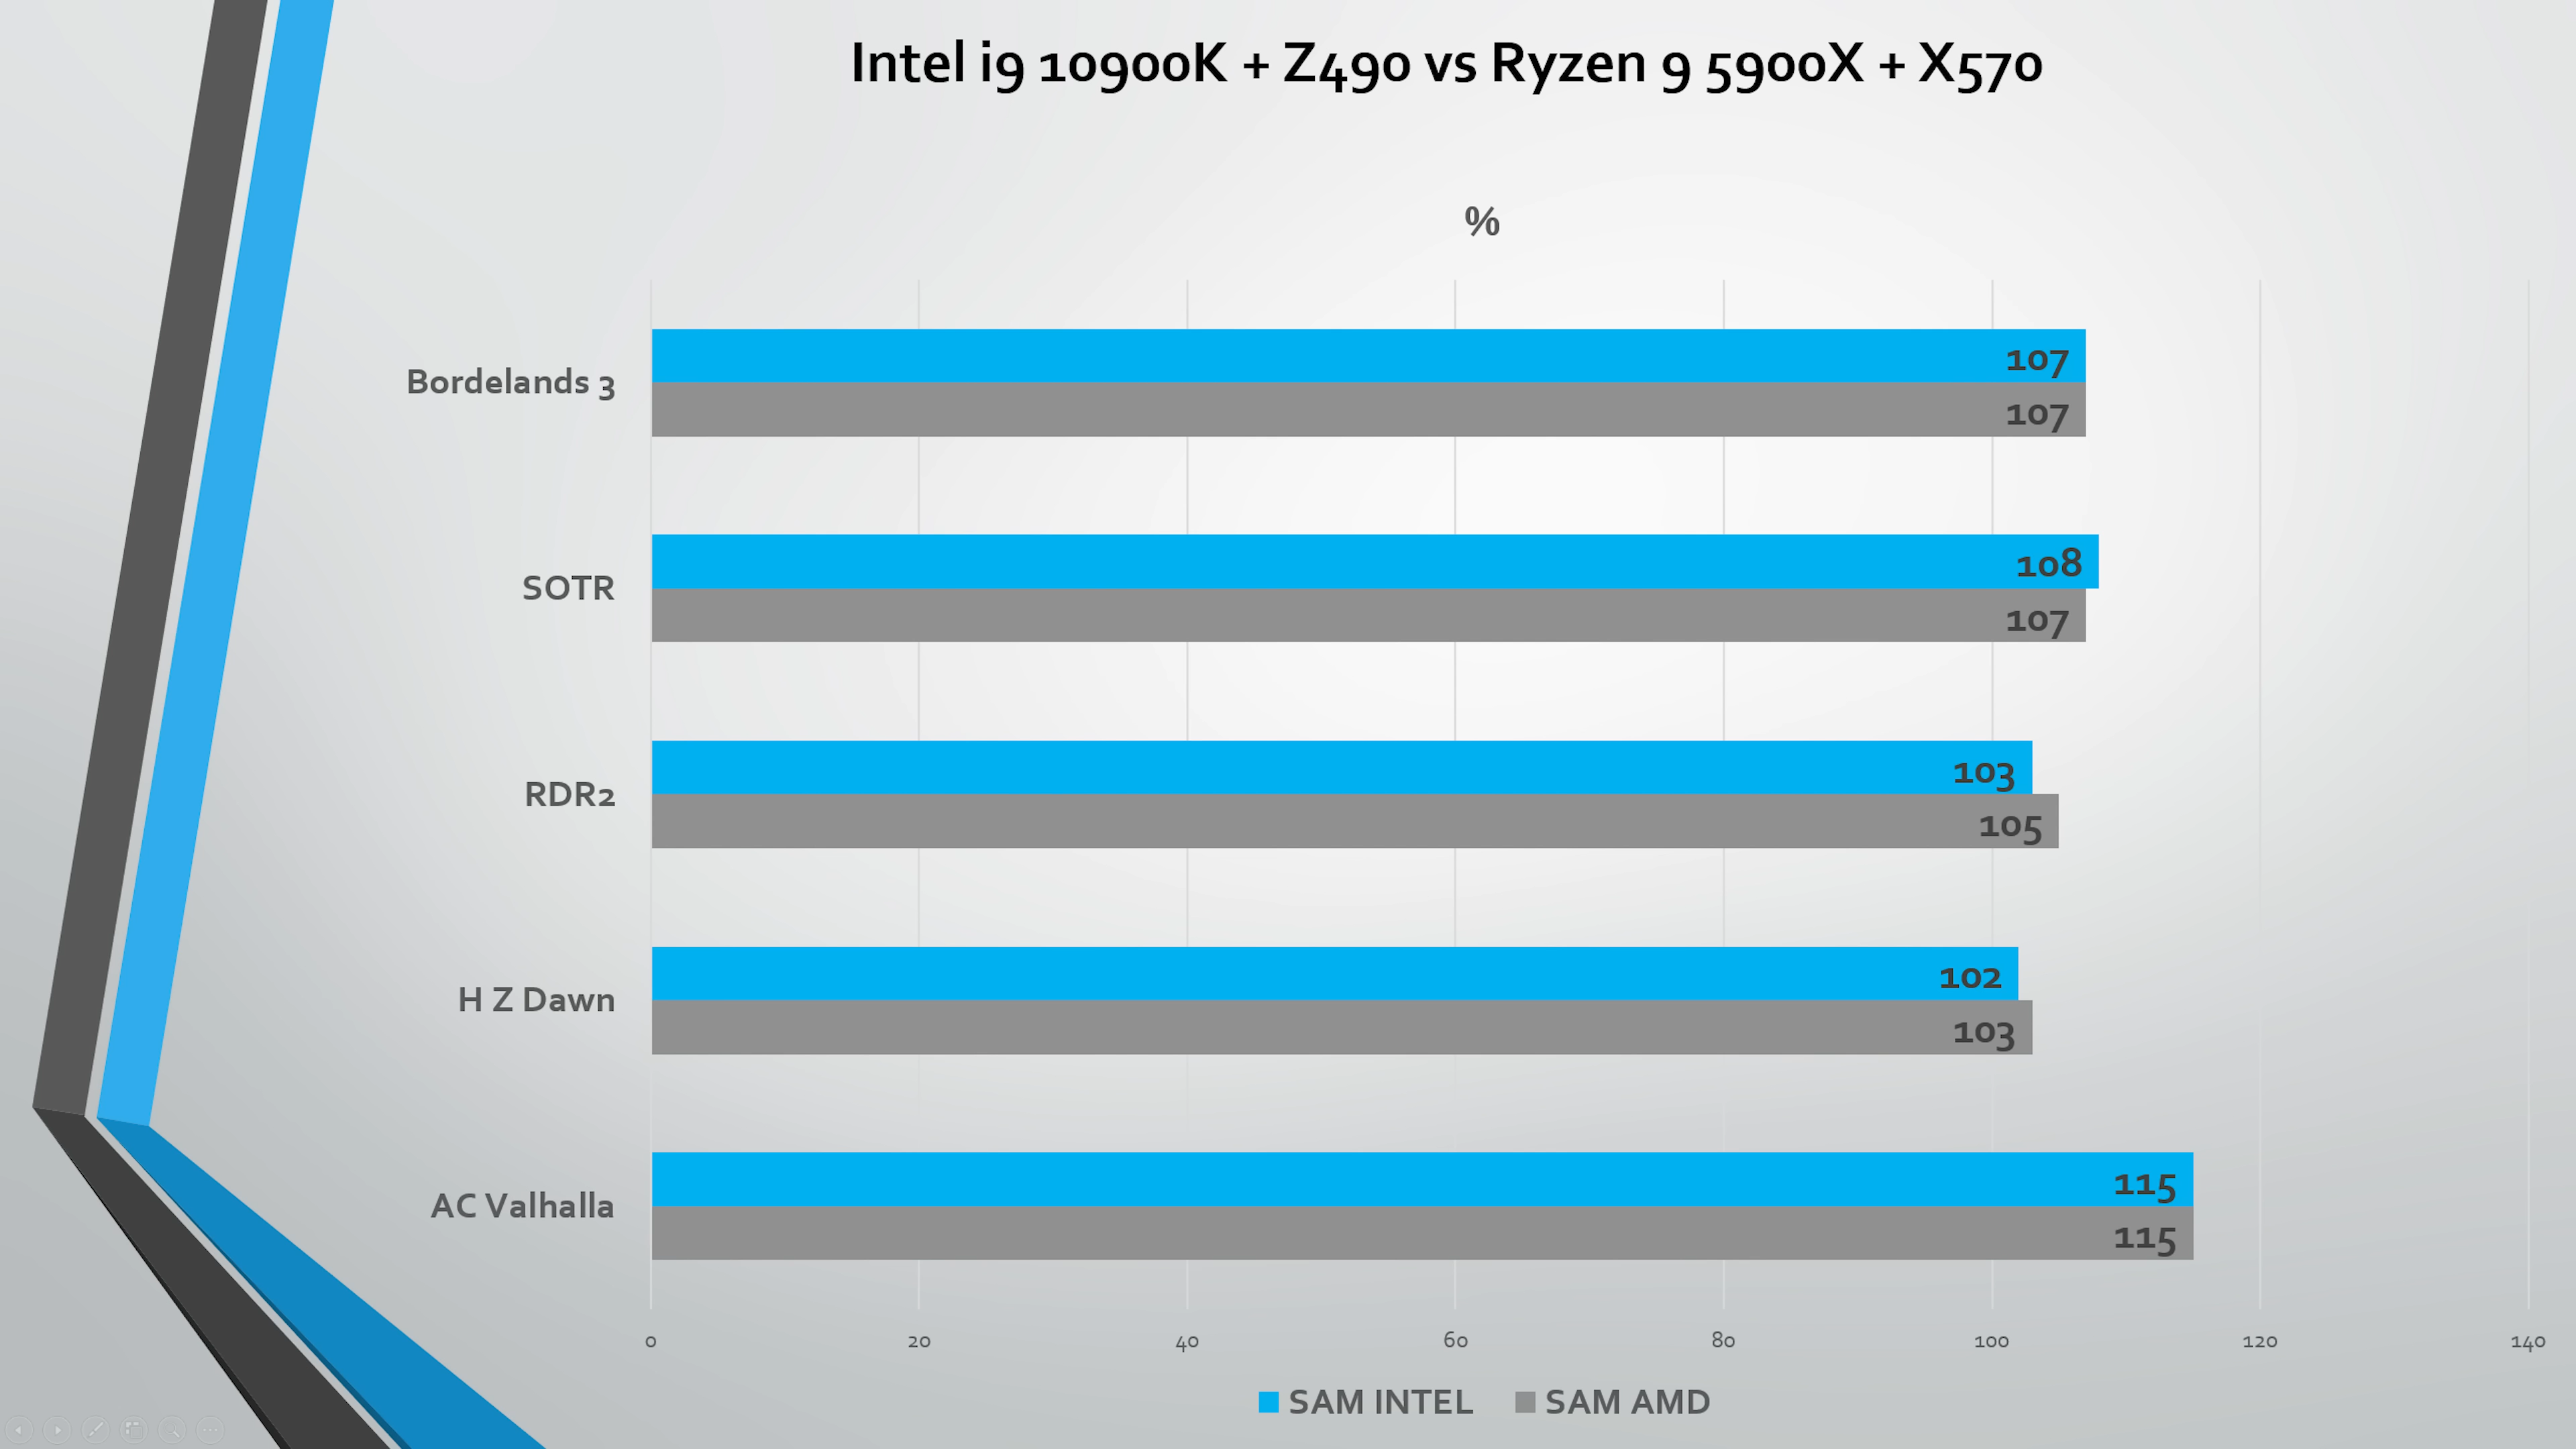 Intel i9 10900K + Z490 vs Ryzen 9 5900X + X570
%
Bordelands 3
107
107
SOTR
108
107
RDR2
103
105
H Z Dawn
102
103
AC Valhalla
115
115
0 20 40 60 80 100 120 140
SAM INTEL SAM AMD